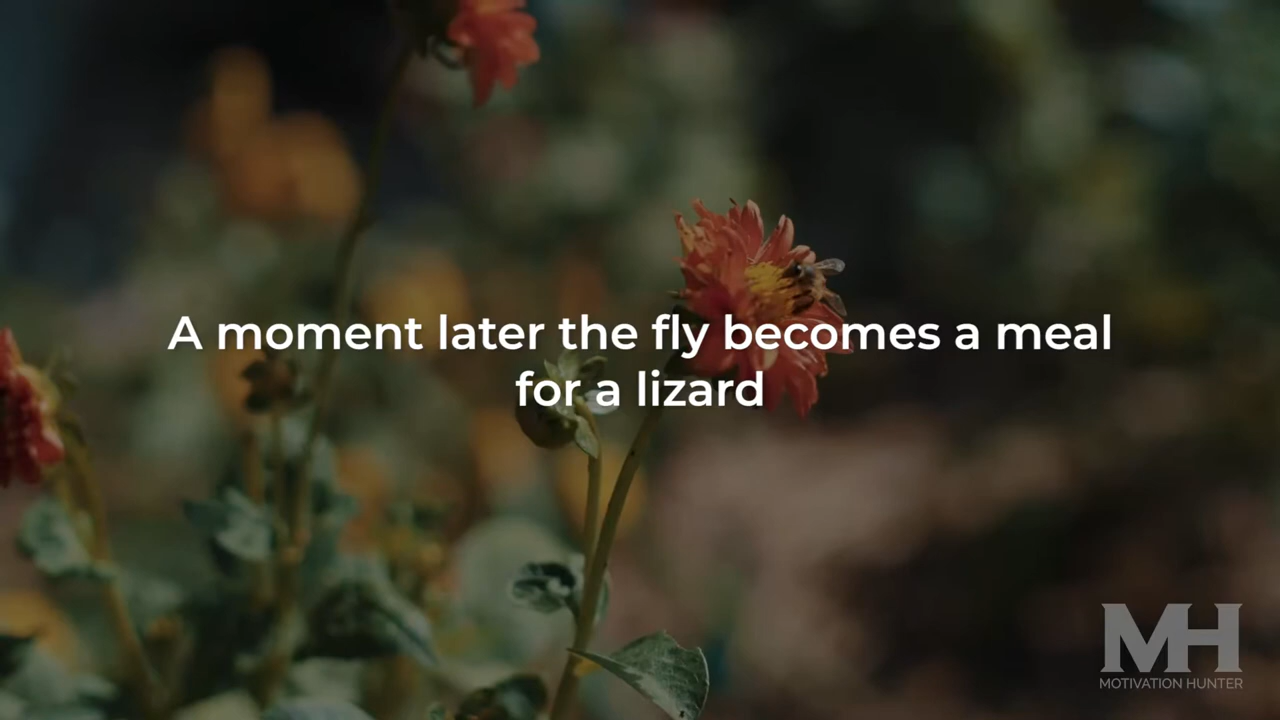 A moment later the fly becomes a meal
for a lizard
MH
MOTIVATION HUNTER